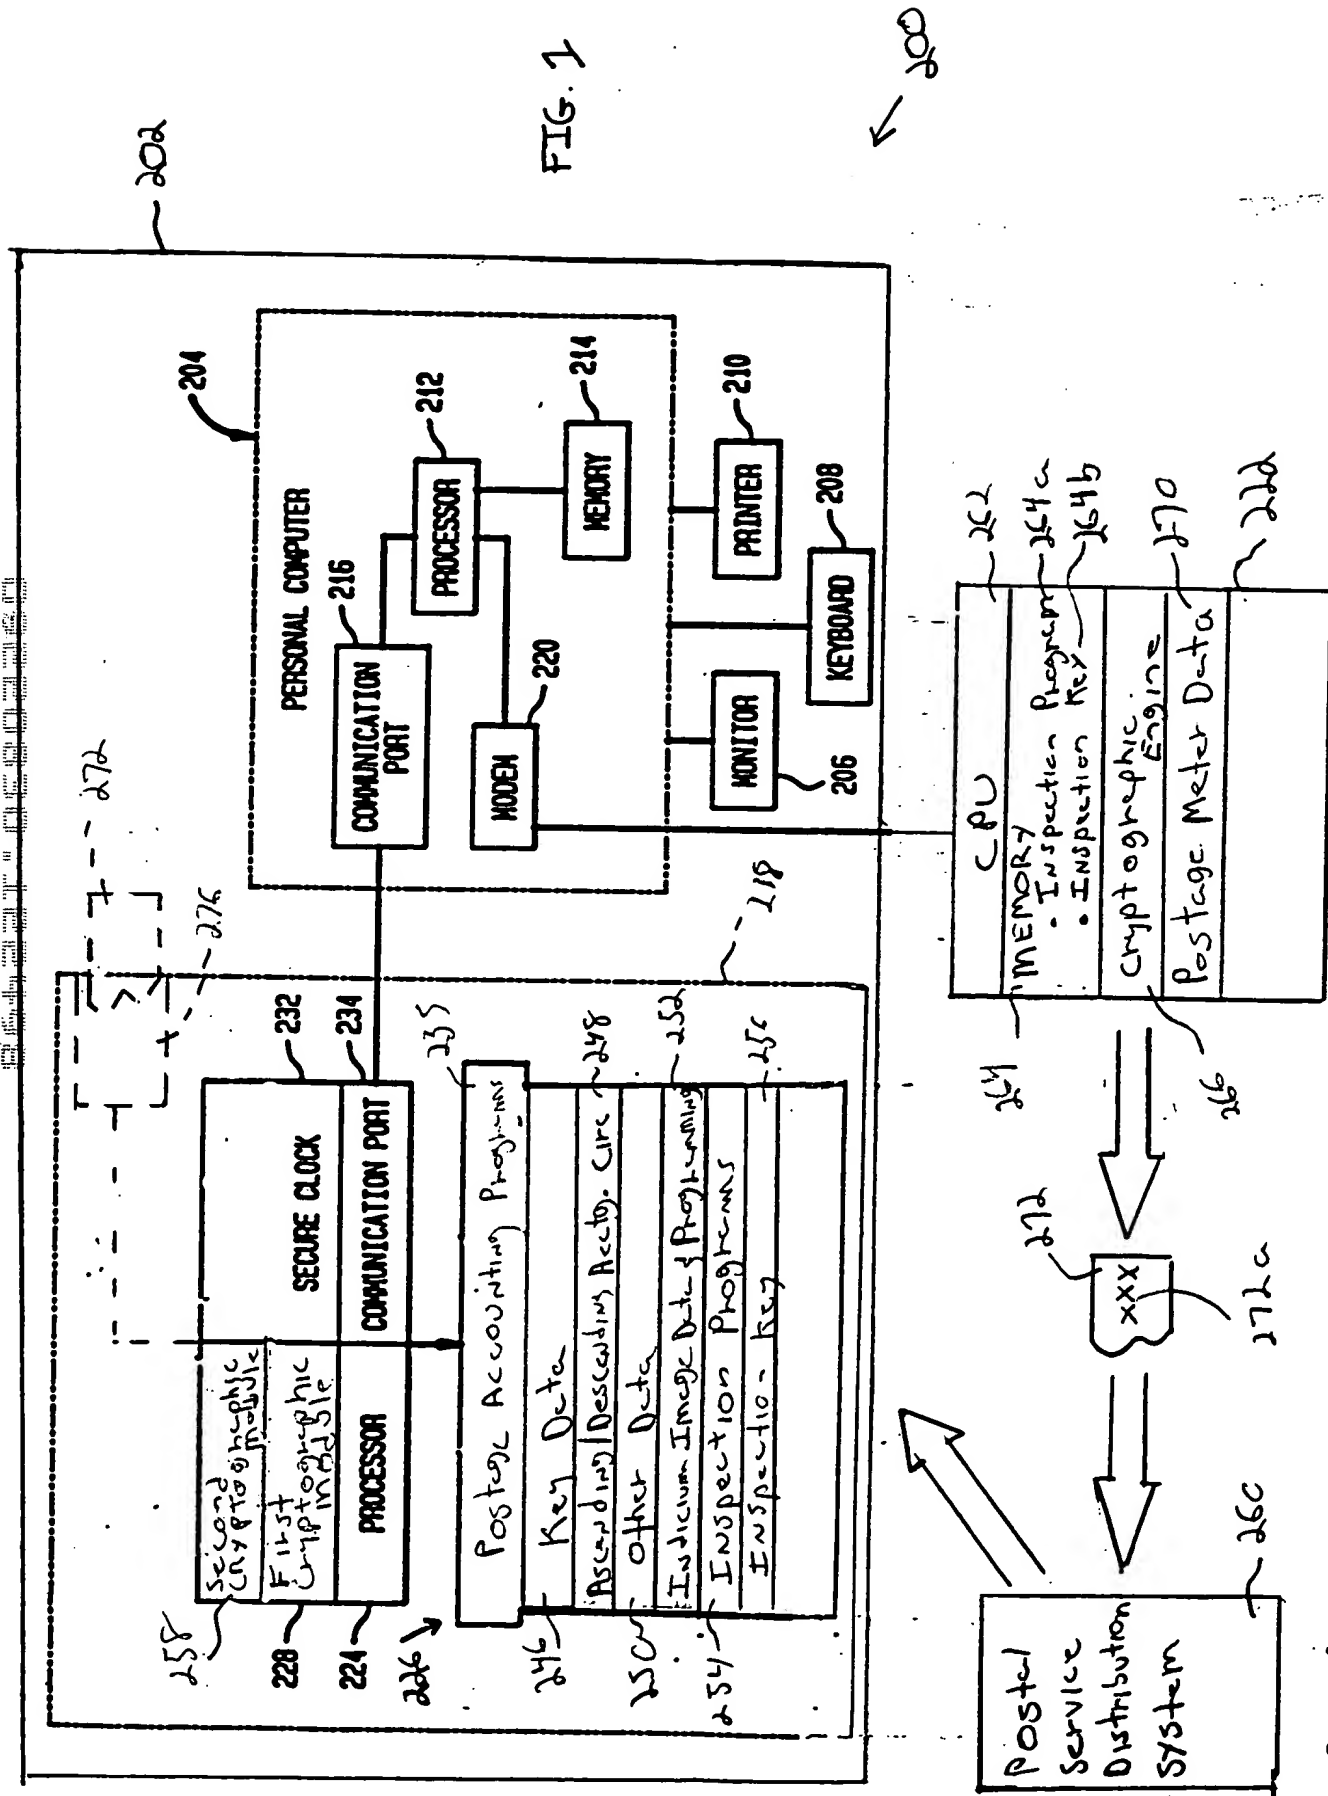 FIG. 1
200
202
272
276
204
PERSONAL COMPUTER
216
COMMUNICATION
PORT
212
PROCESSOR
214
MEMORY
220
MODEM
210
PRINTER
208
KEYBOARD
MONITOR
206
218
258
Second
Cryptographic
Module
228
First
Cryptographic
Module
SECURE CLOCK
232
224
PROCESSOR
COMMUNICATION PORT
234
226
Postage Accounting Programs
235
246
Key Data
Ascending/Descending Acctg. Circ
248
250
Other Data
Indicium Image Data & Programming
252
254
Inspection Programs
Inspection Key
256
CPU
262
264
MEMORY
• Inspection Program
264a
• Inspection Key
264b
266
Cryptographic
Engine
Postage Meter Data
270
222
272
XXX
272a
Postal
Service
Distribution
System
260